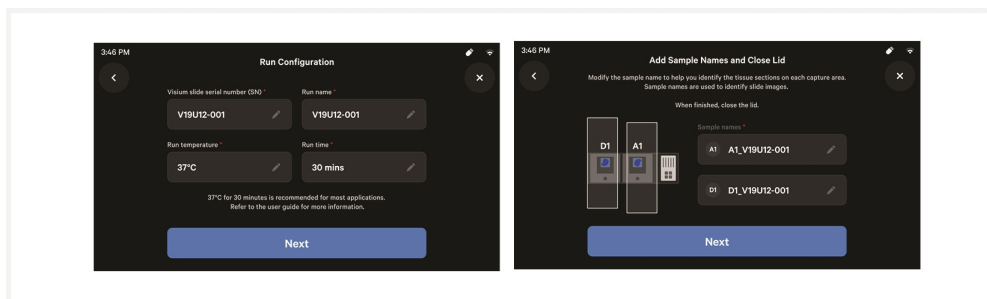 3:46 PM
Run Configuration
Visium slide serial number (SN) *
Run name *
V19U12-001
V19U12-001
Run temperature *
Run time *
37°C
30 mins
37°C for 30 minutes is recommended for most applications.
Refer to the user guide for more information.
Next
3:46 PM
Add Sample Names and Close Lid
Modify the sample name to help you identify the tissue sections on each capture area.
Sample names are used to identify slide images.
When finished, close the lid.
Sample names *
D1
A1
A1 A1_V19U12-001
D1 D1_V19U12-001
Next